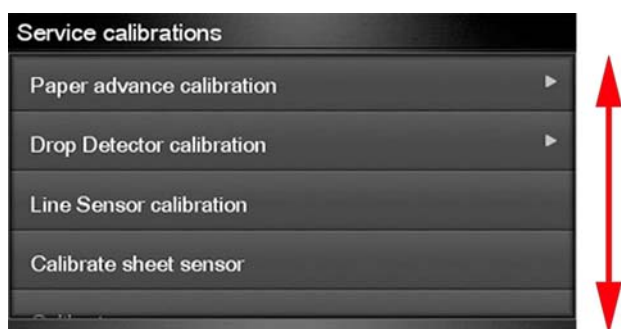 Service calibrations
Paper advance calibration
Drop Detector calibration
Line Sensor calibration
Calibrate sheet sensor